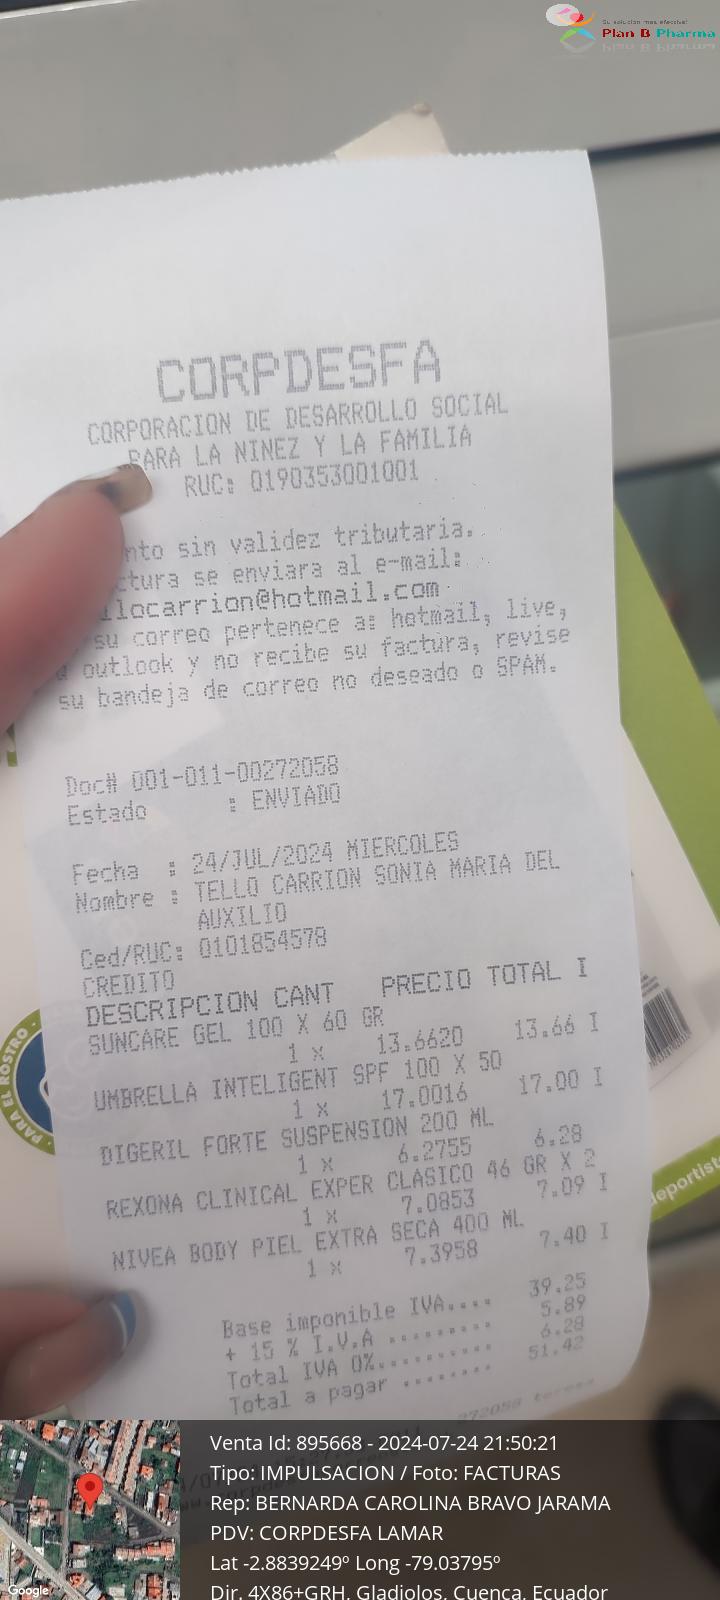 Su solucion mas efectiva!
Plan B Pharma
CORPDESFA
CORPORACION DE DESARROLLO SOCIAL
PARA LA NINEZ Y LA FAMILIA
RUC: 0190353001001
nto sin validez tributaria.
ctura se enviara al e-mail:
llocarrion@hotmail.com
su correo pertenece a: hotmail, live,
outlook y no recibe su factura, revise
su bandeja de correo no deseado o SPAM.
Doc# 001-011-00272058
Estado : ENVIADO
Fecha : 24/JUL/2024 MIERCOLES
Nombre : TELLO CARRION SONIA MARIA DEL
AUXILIO
Ced/RUC: 0101854578
CREDITO
DESCRIPCION CANT PRECIO TOTAL I
SUNCARE GEL 100 X 60 GR
1 x 13.6620 13.66 I
UMBRELLA INTELIGENT SPF 100 X 50
1 x 17.0016 17.00 I
DIGERIL FORTE SUSPENSION 200 ML
1 x 6.2755 6.28
REXONA CLINICAL EXPER CLASICO 46 GR X 2
1 x 7.0853 7.09 I
NIVEA BODY PIEL EXTRA SECA 400 ML
1 x 7.3958 7.40 I
Base imponible IVA.... 39.25
+ 15 % I.V.A ......... 5.89
Total IVA 0%.......... 6.28
Total a pagar ........ 51.42
272058 teresa
PARA EL ROSTRO
deportist
Venta Id: 895668 - 2024-07-24 21:50:21
Tipo: IMPULSACION / Foto: FACTURAS
Rep: BERNARDA CAROLINA BRAVO JARAMA
PDV: CORPDESFA LAMAR
Lat -2.8839249º Long -79.03795º
Dir. 4X86+GRH, Gladiolos, Cuenca, Ecuador
Google